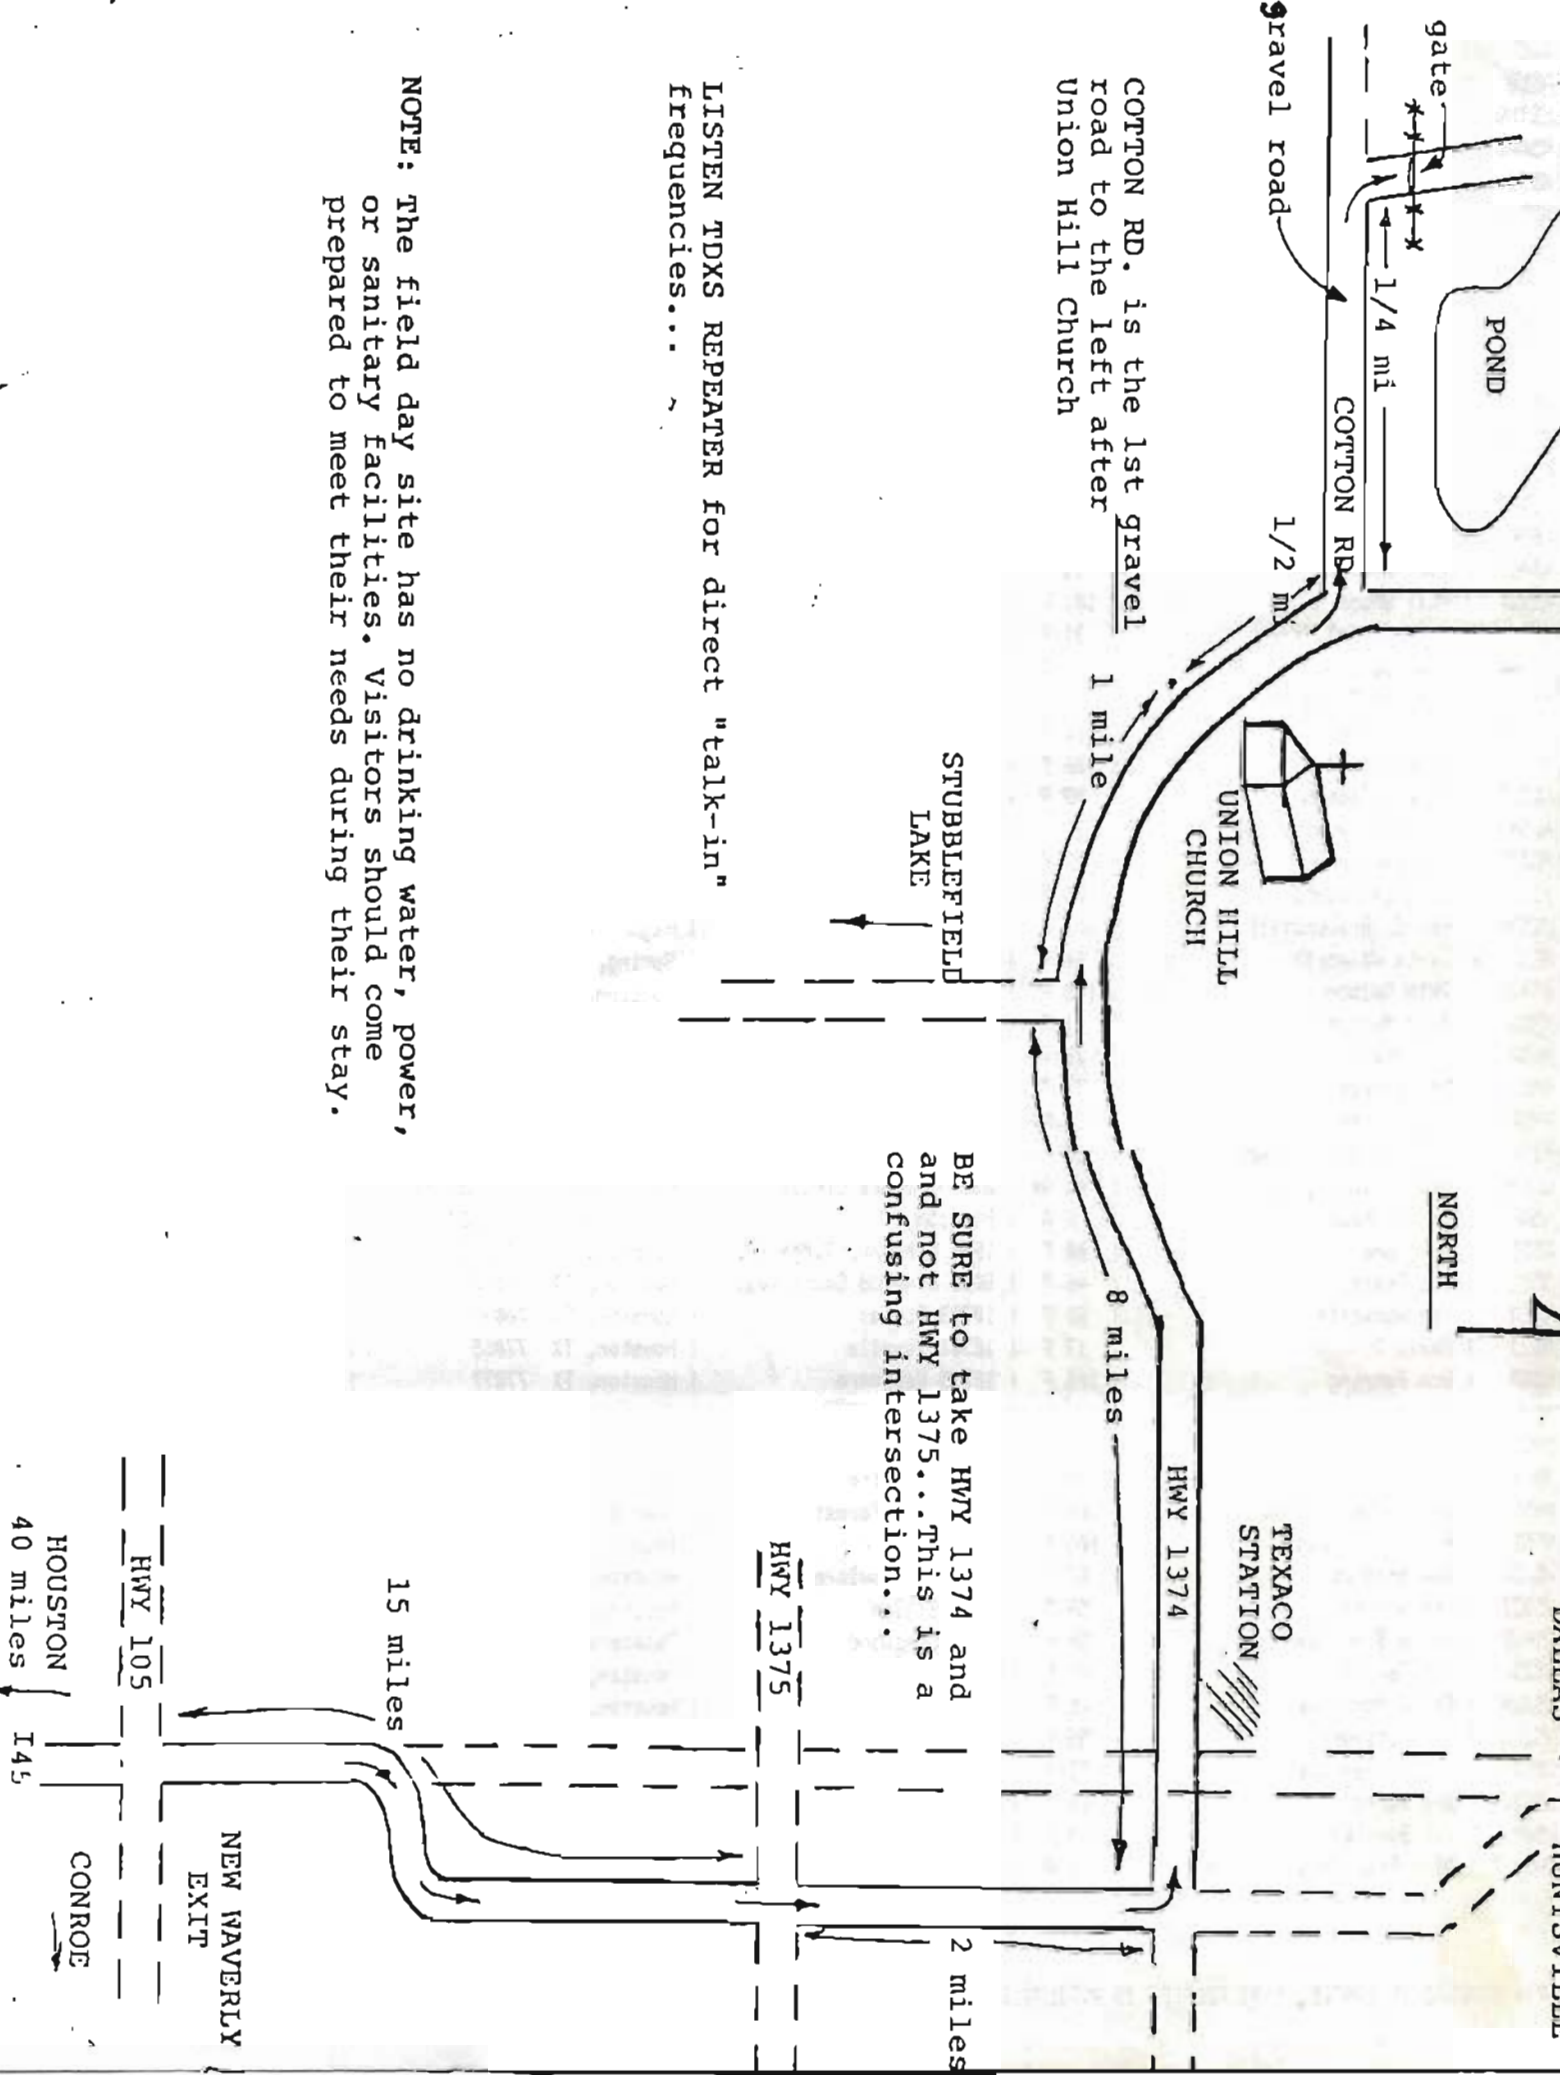 gate
gravel road
1/4 mi
POND
COTTON RD
1/2 mi
COTTON RD. is the 1st gravel
road to the left after
Union Hill Church
1 mile
UNION HILL
CHURCH
STUBBLEFIELD
LAKE
LISTEN TDXS REPEATER for direct "talk-in"
frequencies...
NOTE: The field day site has no drinking water, power,
or sanitary facilities. Visitors should come
prepared to meet their needs during their stay.
NORTH
8 miles
BE SURE to take HWY 1374 and
and not HWY 1375...This is a
confusing intersection...
HWY 1374
TEXACO
STATION
DALLAS
HUNTSVILLE
HWY 1375
2 miles
15 miles
HWY 105
NEW WAVERLY
EXIT
CONROE
HOUSTON
40 miles
I45